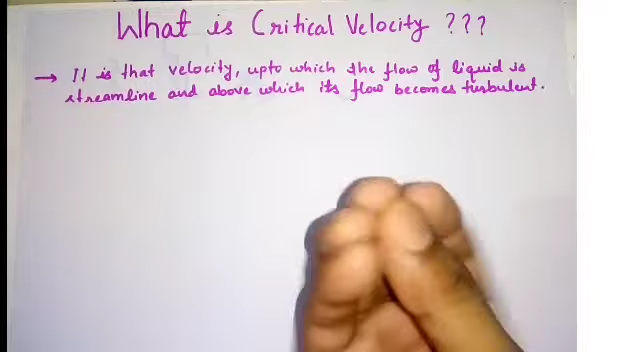 What is Critical Velocity ???
→ It is that velocity, upto which the flow of liquid is
streamline and above which its flow becomes turbulent.